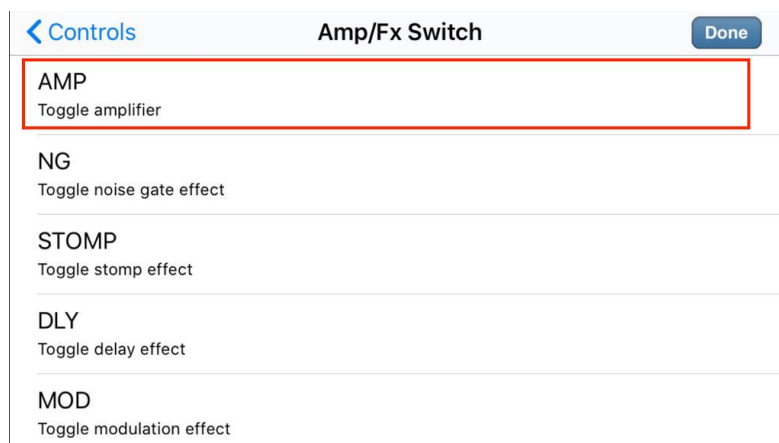 Controls Amp/Fx Switch Done
AMP
Toggle amplifier
NG
Toggle noise gate effect
STOMP
Toggle stomp effect
DLY
Toggle delay effect
MOD
Toggle modulation effect